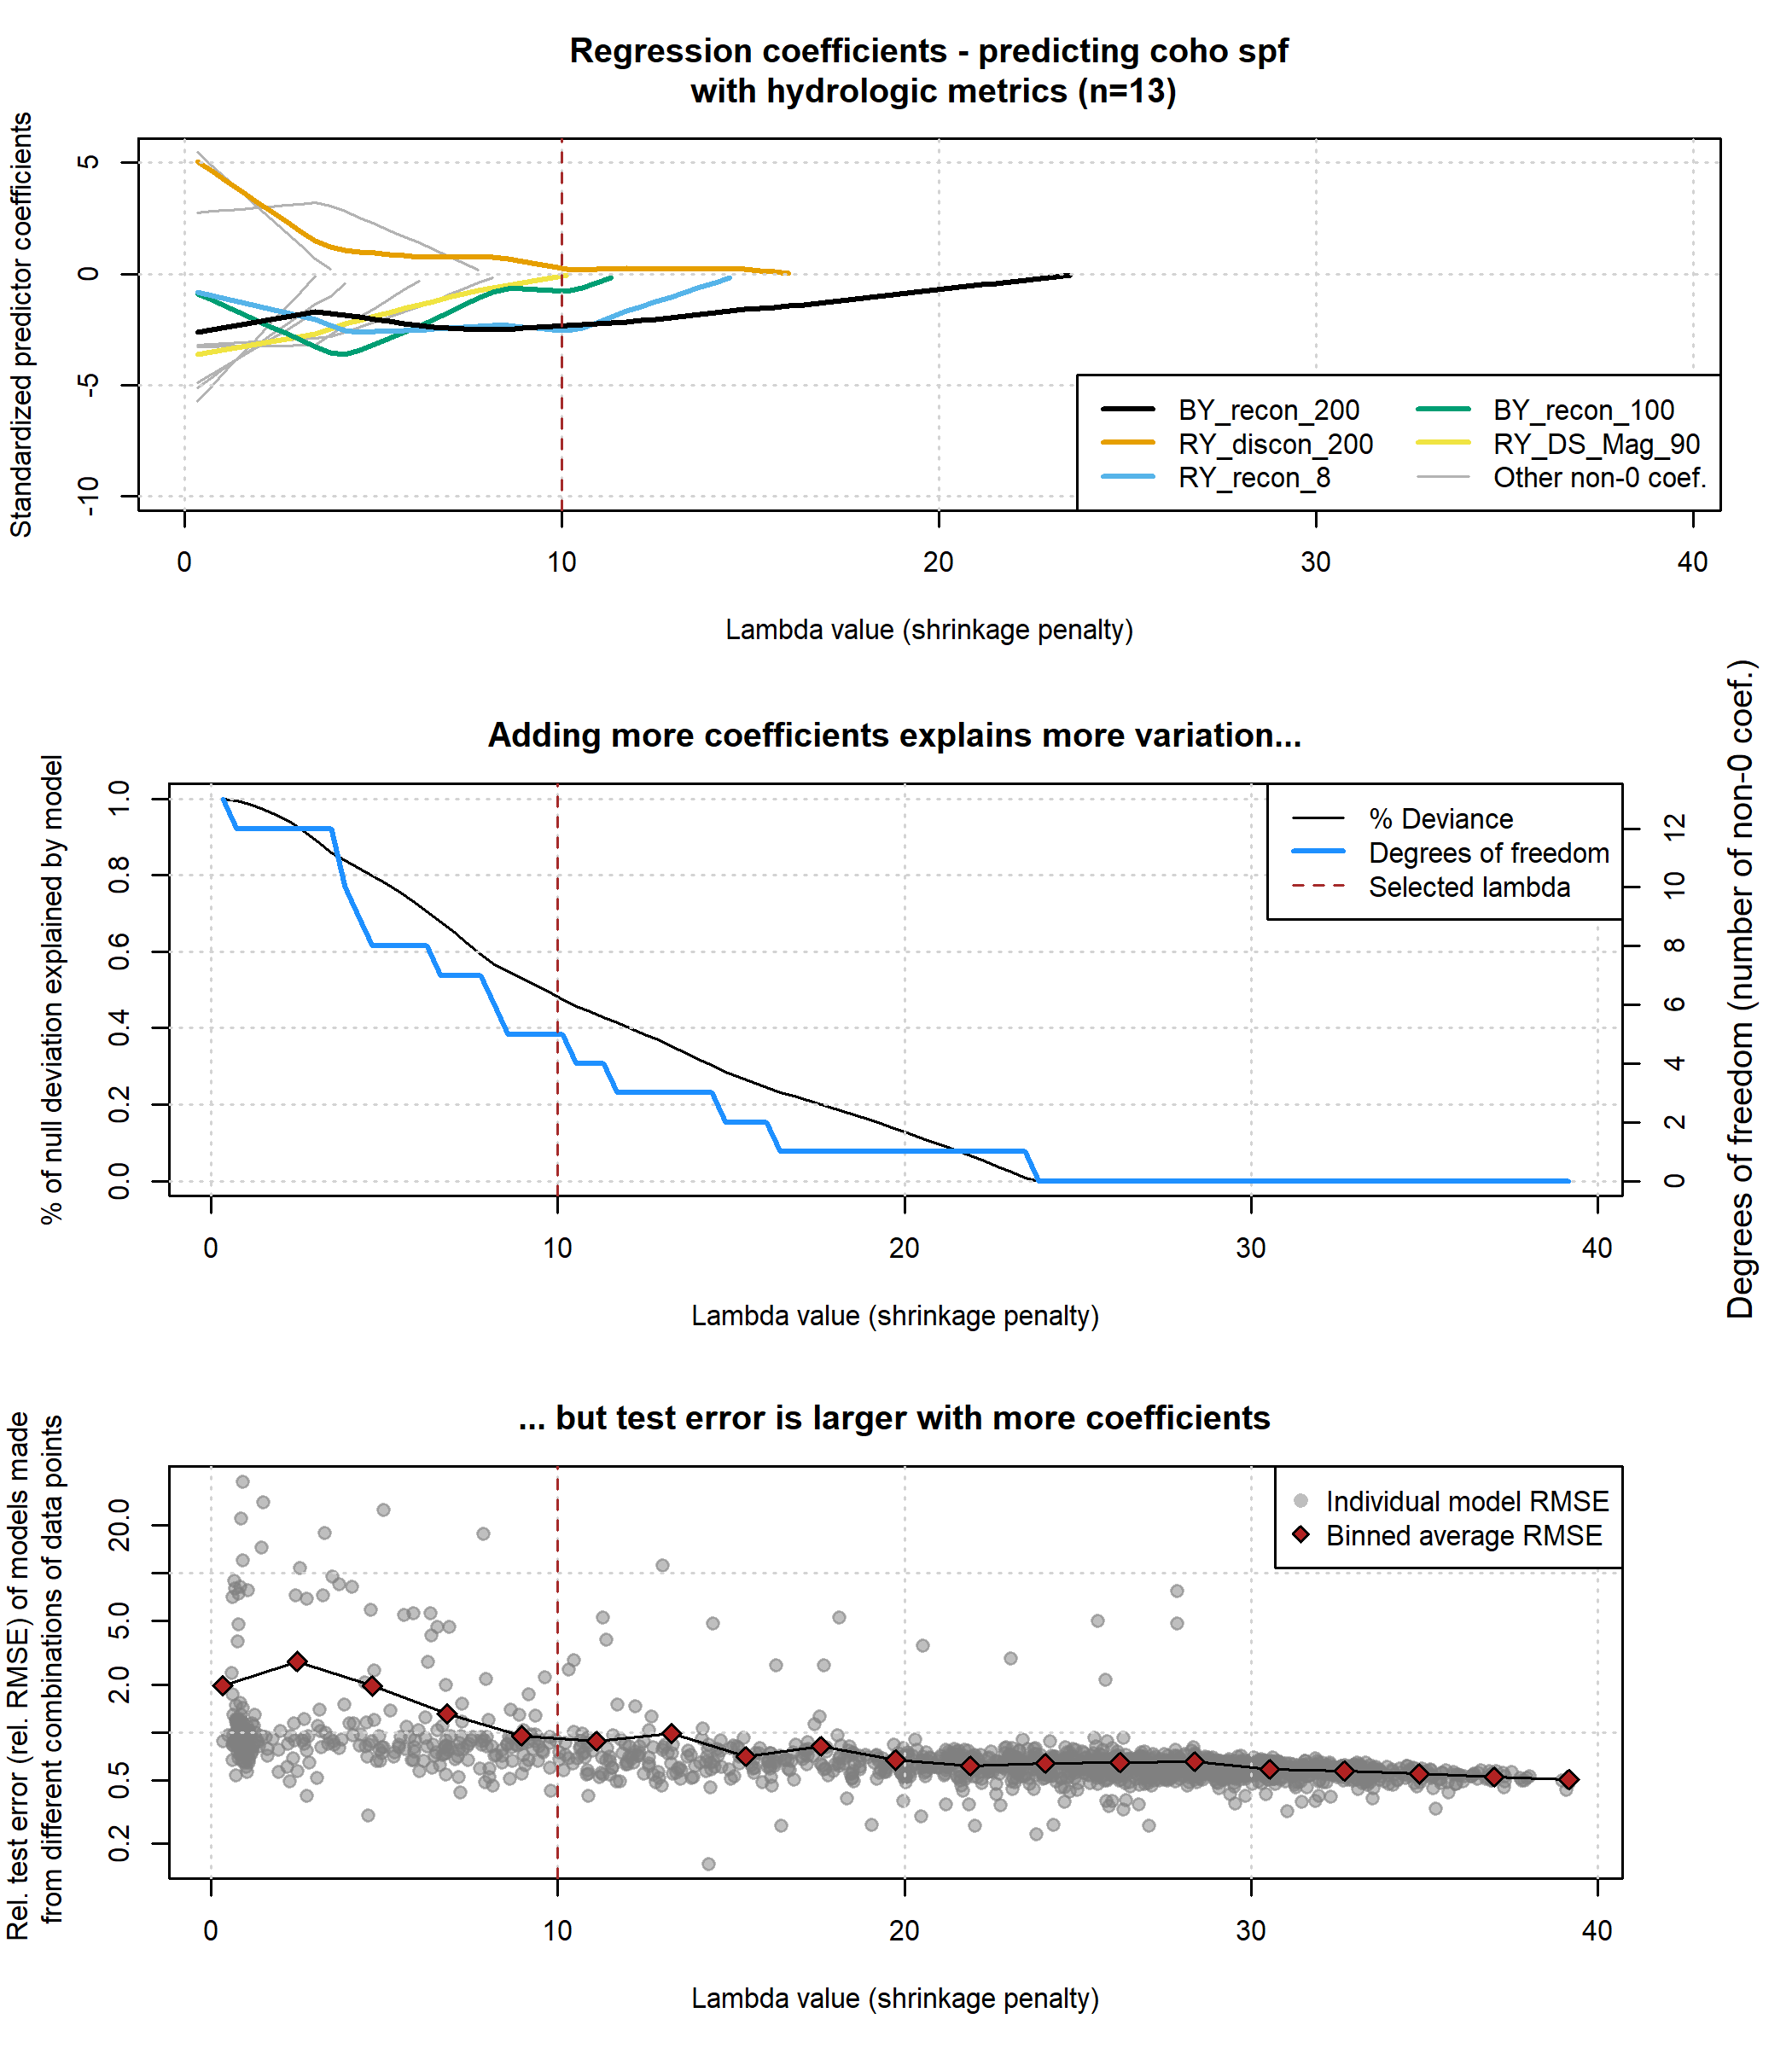 Regression coefficients - predicting coho spf
with hydrologic metrics (n=13)
Standardized predictor coefficients
5
0
-5
-10
BY_recon_200
RY_discon_200
RY_recon_8
BY_recon_100
RY_DS_Mag_90
Other non-0 coef.
0 10 20 30 40
Lambda value (shrinkage penalty)
Adding more coefficients explains more variation...
% of null deviation explained by model
1.0
0.8
0.6
0.4
0.2
0.0
% Deviance
Degrees of freedom
Selected lambda
12
10
8
6
4
2
0
Degrees of freedom (number of non-0 coef.)
0 10 20 30 40
Lambda value (shrinkage penalty)
... but test error is larger with more coefficients
Rel. test error (rel. RMSE) of models made
from different combinations of data points
20.0
5.0
2.0
0.5
0.2
Individual model RMSE
Binned average RMSE
0 10 20 30 40
Lambda value (shrinkage penalty)